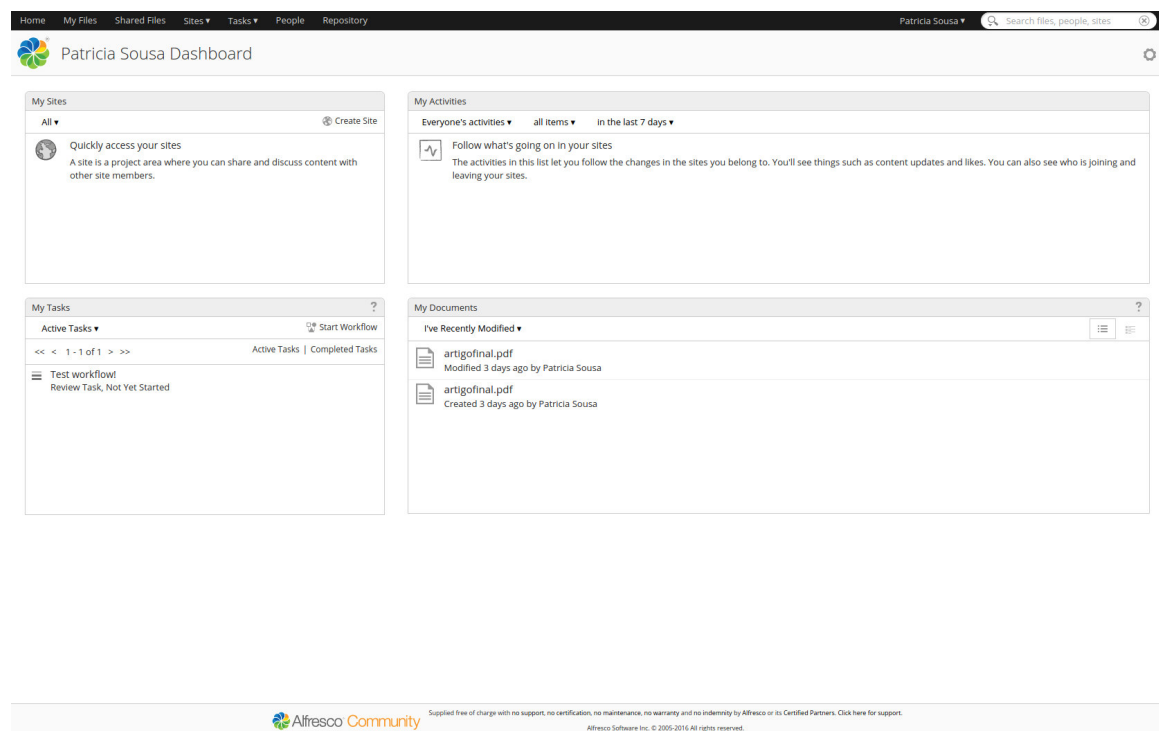 Home My Files Shared Files Sites ▾ Tasks ▾ People Repository Patricia Sousa ▾ Search files, people, sites
Patricia Sousa Dashboard
My Sites
All ▾ Create Site
Quickly access your sites
A site is a project area where you can share and discuss content with
other site members.
My Activities
Everyone's activities ▾ all items ▾ in the last 7 days ▾
Follow what's going on in your sites
The activities in this list let you follow the changes in the sites you belong to. You'll see things such as content updates and likes. You can also see who is joining and
leaving your sites.
My Tasks ?
Active Tasks ▾ Start Workflow
<< < 1 - 1 of 1 > >> Active Tasks | Completed Tasks
Test workflow!
Review Task, Not Yet Started
My Documents ?
I've Recently Modified ▾
artigofinal.pdf
Modified 3 days ago by Patricia Sousa
artigofinal.pdf
Created 3 days ago by Patricia Sousa
Alfresco Community
Supplied free of charge with no support, no certification, no maintenance, no warranty and no indemnity by Alfresco or its Certified Partners. Click here for support.
Alfresco Software Inc. © 2005-2016 All rights reserved.